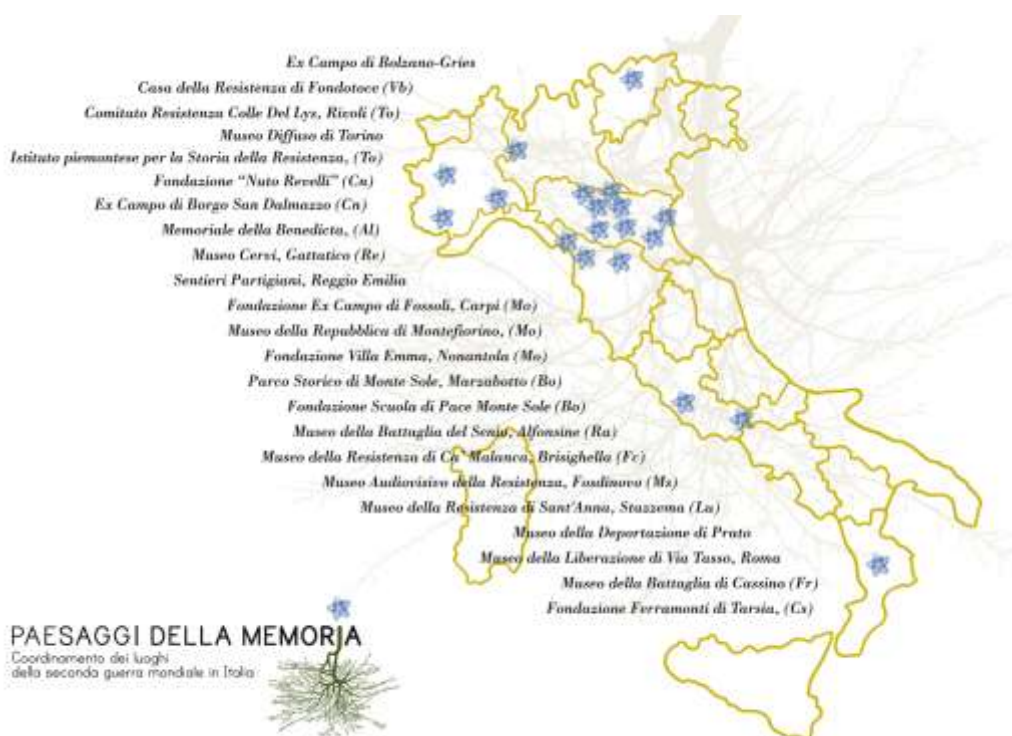 Ex Campo di Bolzano-Gries
Casa della Resistenza di Fondotoce (Vb)
Comitato Resistenza Colle Del Lys, Rivoli (To)
Museo Diffuso di Torino
Istituto piemontese per la Storia della Resistenza, (To)
Fondazione “Nuto Revelli” (Cn)
Ex Campo di Borgo San Dalmazzo (Cn)
Memoriale della Benedicta, (Al)
Museo Cervi, Gattatico (Re)
Sentieri Partigiani, Reggio Emilia
Fondazione Ex Campo di Fossoli, Carpi (Mo)
Museo della Repubblica di Montefiorino, (Mo)
Fondazione Villa Emma, Nonantola (Mo)
Parco Storico di Monte Sole, Marzabotto (Bo)
Fondazione Scuola di Pace Monte Sole (Bo)
Museo della Battaglia del Senio, Alfonsine (Ra)
Museo della Resistenza di Ca' Malanca, Brisighella (Fc)
Museo Audiovisivo della Resistenza, Fosdinovo (Ms)
Museo della Resistenza di Sant'Anna, Stazzema (Lu)
Museo della Deportazione di Prato
Museo della Liberazione di Via Tasso, Roma
Museo della Battaglia di Cassino (Fr)
Fondazione Ferramonti di Tarsia, (Cs)
PAESAGGI DELLA MEMORIA
Coordinamento dei luoghi
della seconda guerra mondiale in Italia